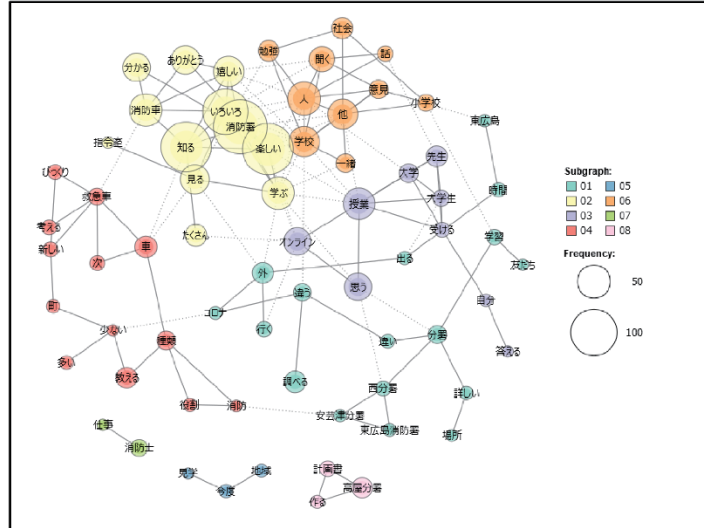 社会
勉強
聞く
話
ありがとう
分かる
嬉しい
人
意見
小学校
消防車
いろいろ
他
東広島
消防署
知る
学校
指令室
楽しい
一緒
先生
びっくり
見る
大学
救急車
学ぶ
大学生
時間
授業
考える
たくさん
受ける
新しい
車
オンライン
学習
次
出る
友だち
外
思う
自分
町
コロナ
違う
少ない
行く
分署
違い
種類
答える
多い
教える
調べる
西分署
詳しい
役割
消防
安芸津分署
仕事
東広島消防署
場所
消防士
計画書
見学
地域
今度
高屋分署
作る
Subgraph:
01 05
02 06
03 07
04 08
Frequency:
50
100